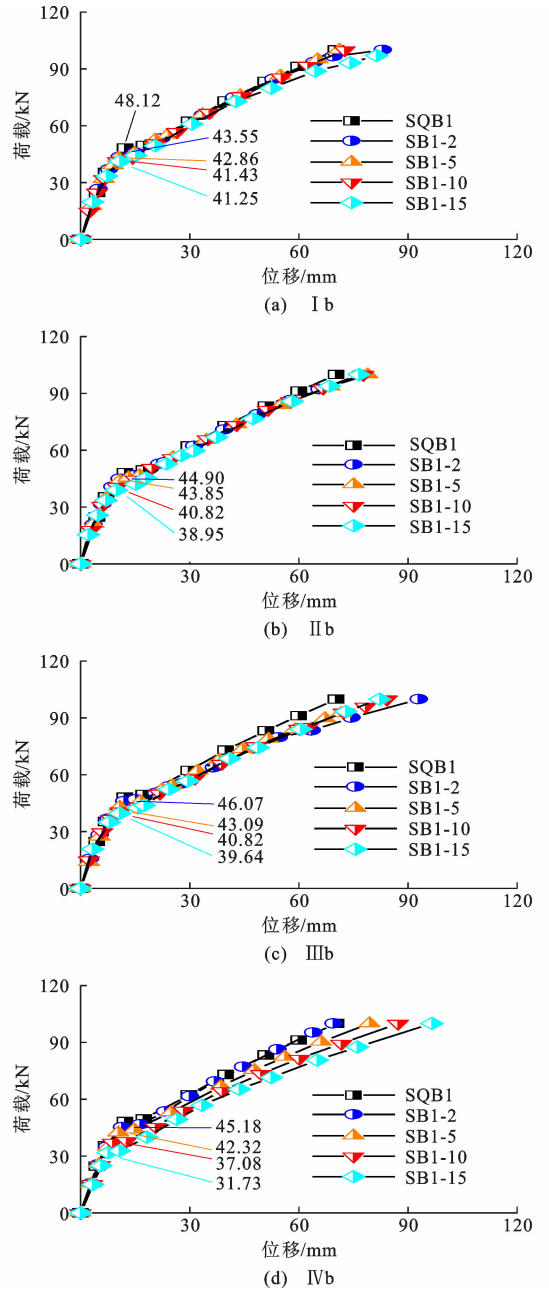 120
90
60
30
0
荷载/kN
48.12
43.55
42.86
41.43
41.25
SQB1
SB1-2
SB1-5
SB1-10
SB1-15
30
60
90
120
位移/mm
(a) Ⅰb
120
90
60
30
0
荷载/kN
44.90
43.85
40.82
38.95
SQB1
SB1-2
SB1-5
SB1-10
SB1-15
30
60
90
120
位移/mm
(b) Ⅱb
120
90
60
30
0
荷载/kN
46.07
43.09
40.82
39.64
SQB1
SB1-2
SB1-5
SB1-10
SB1-15
30
60
90
120
位移/mm
(c) Ⅲb
120
90
60
30
0
荷载/kN
45.18
42.32
37.08
31.73
SQB1
SB1-2
SB1-5
SB1-10
SB1-15
30
60
90
120
位移/mm
(d) Ⅳb